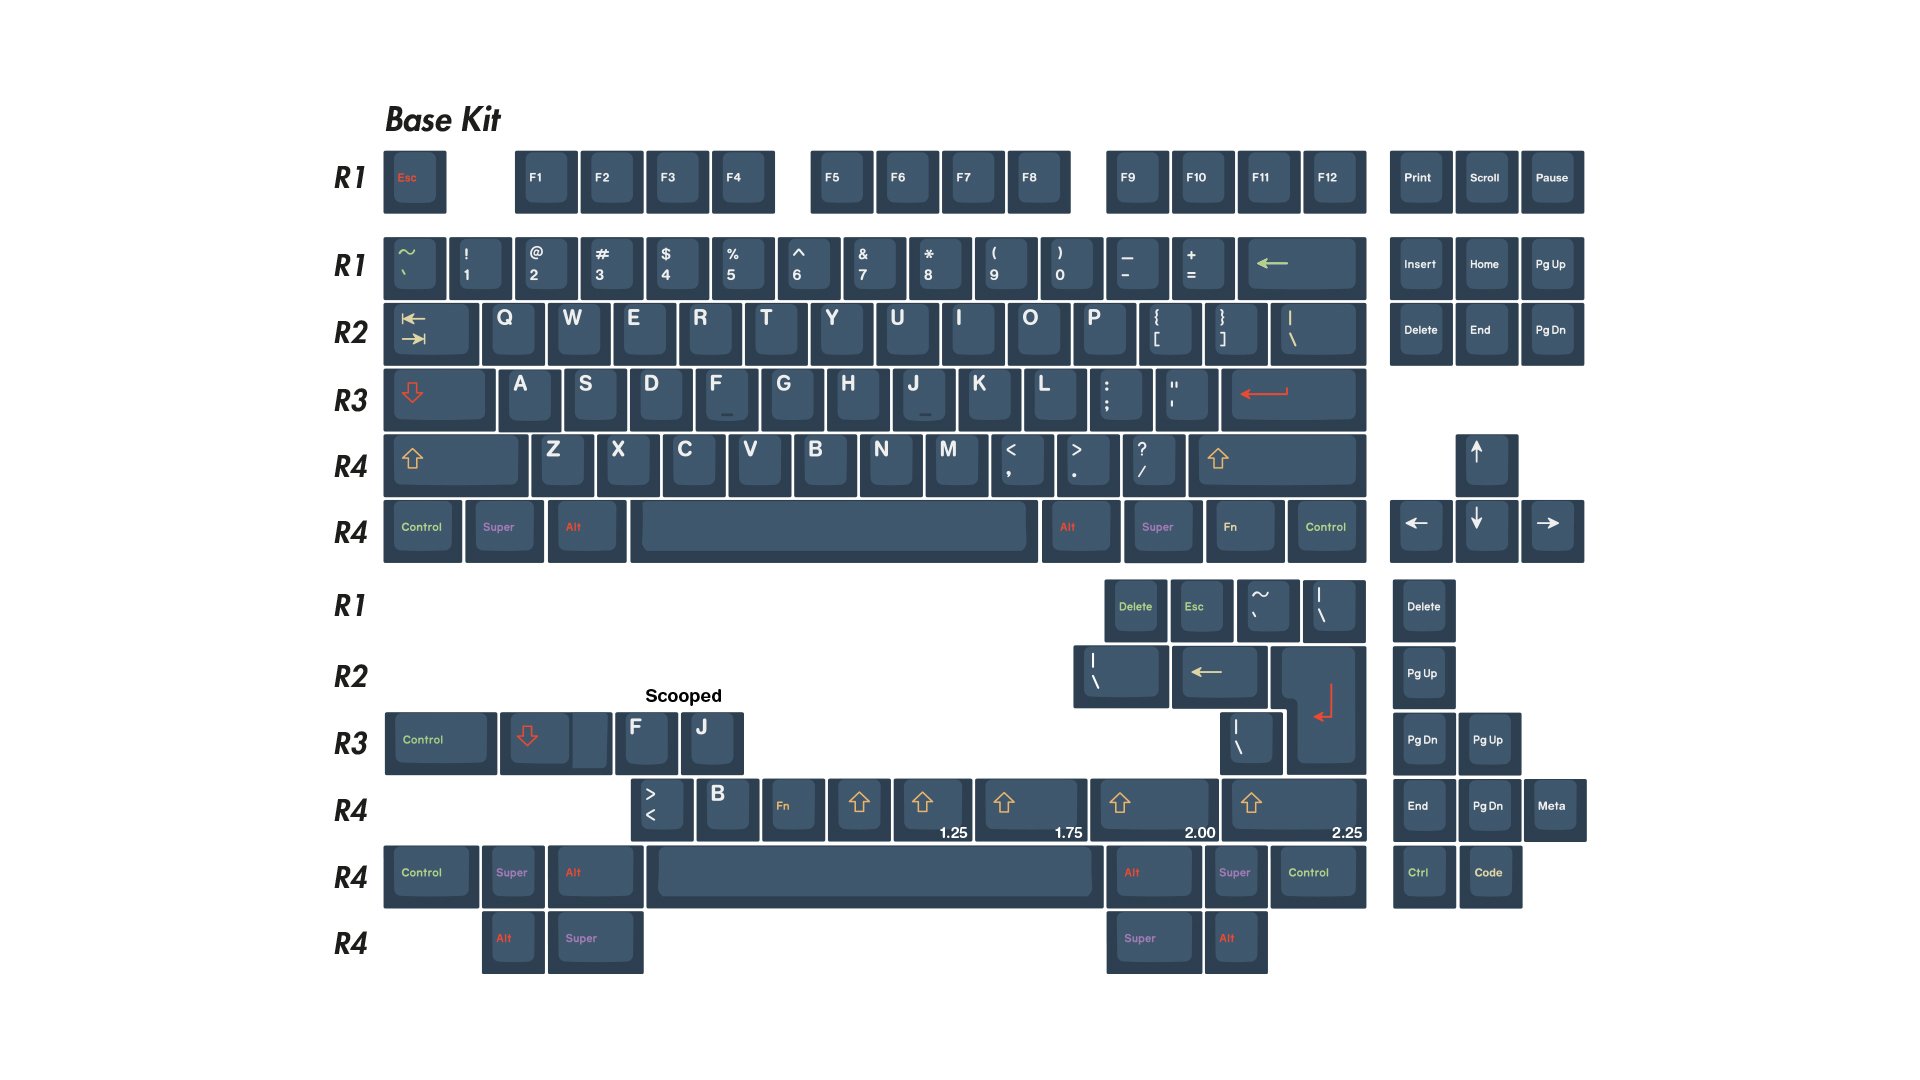 Base Kit
R1 Esc F1 F2 F3 F4 F5 F6 F7 F8 F9 F10 F11 F12 Print Scroll Pause
~ ! @ # $ % ^ & * ( ) _ +
R1 ` 1 2 3 4 5 6 7 8 9 0 - = ← Insert Home Pg Up
R2 ⇤ Q W E R T Y U I O P { } |
⇥ [ ] \ Delete End Pg Dn
R3 ⇩ A S D F G H J K L : " ↵
_ _ ; '
R4 ⇧ Z X C V B N M < > ? ⇧ ↑
, . /
R4 Control Super Alt Alt Super Fn Control ← ↓ →
R1 Delete Esc ~ | Delete
` \
R2 | ← ↵ Pg Up
\
Scooped
R3 Control ⇩ F J | Pg Dn Pg Up
\
R4 > B Fn ⇧ ⇧ ⇧ ⇧ ⇧ End Pg Dn Meta
< 1.25 1.75 2.00 2.25
R4 Control Super Alt Alt Super Control Ctrl Code
R4 Alt Super Super Alt